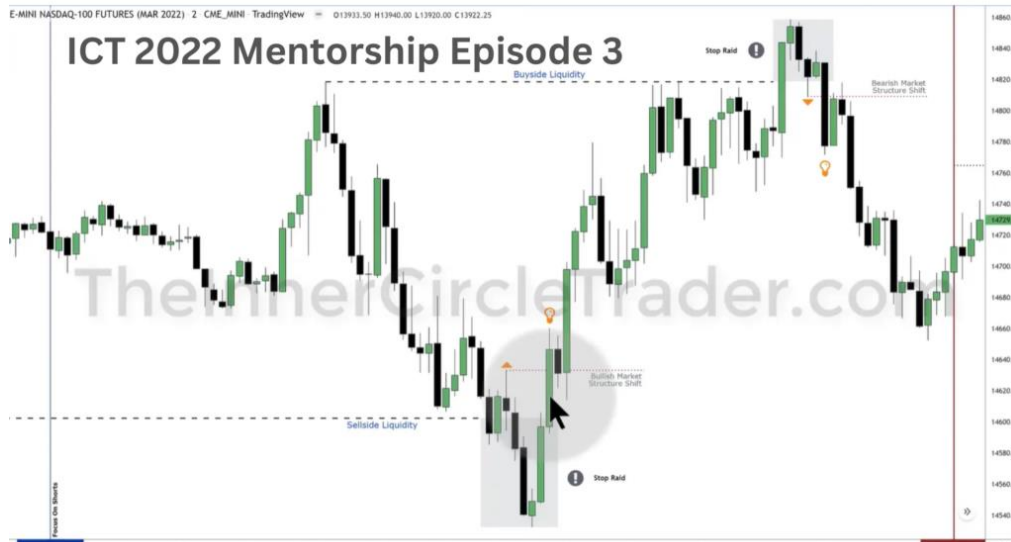 E-MINI NASDAQ-100 FUTURES (MAR 2022) · 2 · CME_MINI · TradingView O13933.50 H13940.00 L13920.00 C13922.25
ICT 2022 Mentorship Episode 3
Stop Raid
Buyside Liquidity
Bearish Market
Structure Shift
TheInnerCircleTrader.com
Bullish Market
Structure Shift
Sellside Liquidity
Stop Raid
Focus On Shorts
14860
14840
14820
14800
14780
14760
14740
14725
14720
14700
14680
14660
14640
14620
14600
14580
14560
14540